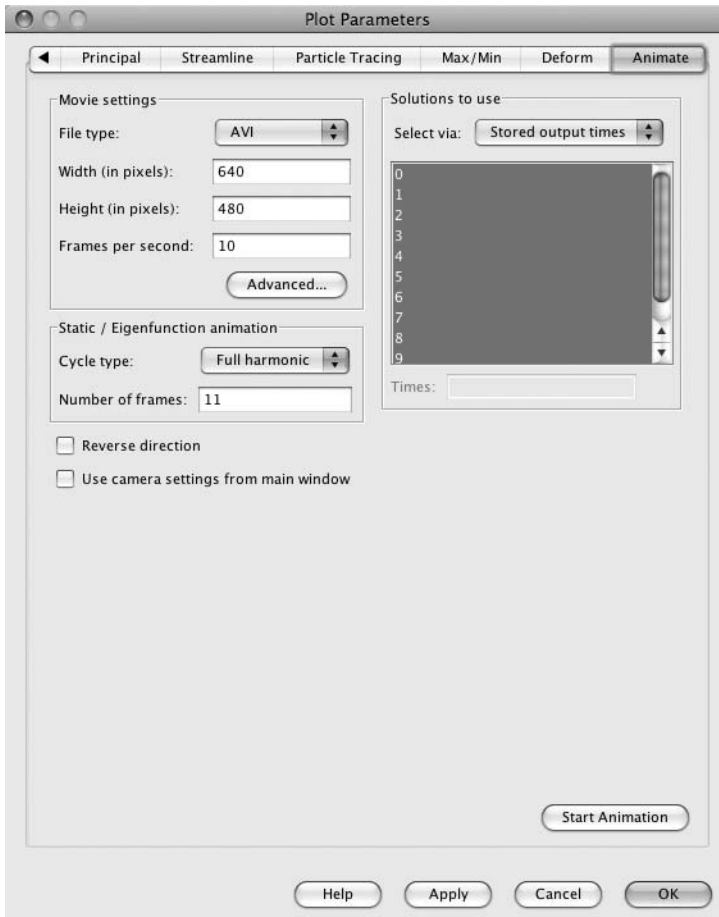 Plot Parameters
Principal Streamline Particle Tracing Max/Min Deform Animate
Movie settings
File type: AVI
Width (in pixels): 640
Height (in pixels): 480
Frames per second: 10
Advanced...
Static / Eigenfunction animation
Cycle type: Full harmonic
Number of frames: 11
Reverse direction
Use camera settings from main window
Solutions to use
Select via: Stored output times
0
1
2
3
4
5
6
7
8
9
Times:
Start Animation
Help Apply Cancel OK